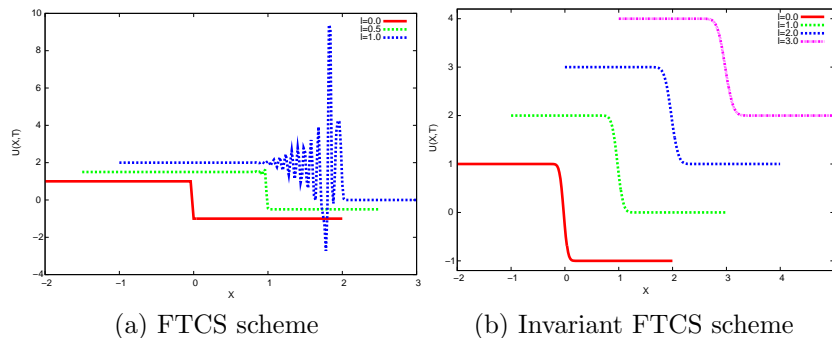 10
8
6
4
2
0
−2
−4
−2
−1
0
1
2
3
U(X,T)
X
l=0.0
l=0.5
l=1.0
(a) FTCS scheme
4
3
2
1
0
−1
−2
−1
0
1
2
3
4
5
U(X,T)
X
l=0.0
l=1.0
l=2.0
l=3.0
(b) Invariant FTCS scheme